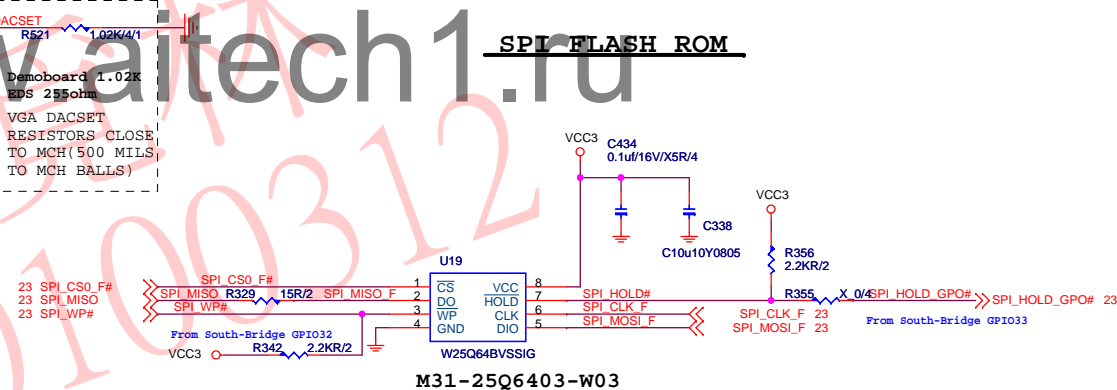 DACSET
R521 1.02K/4/1
Demoboard 1.02K
EDS 255ohm
VGA DACSET
RESISTORS CLOSE
TO MCH(500 MILS
TO MCH BALLS)
w.aitech1.ru
SPI FLASH ROM
VCC3
C434
0.1uf/16V/X5R/4
C338
C10u10Y0805
VCC3
R356
2.2KR/2
U19
23 SPI_CS0_F# SPI_CS0_F# 1 CS VCC 8
23 SPI_MISO SPI_MISO R329 15R/2 SPI_MISO_F 2 DO HOLD 7 SPI_HOLD# R355 X_0/4 SPI_HOLD_GPO# SPI_HOLD_GPO# 23
23 SPI_WP# SPI_WP# 3 WP CLK 6 SPI_CLK_F SPI_CLK_F 23
4 GND DIO 5 SPI_MOSI_F SPI_MOSI_F 23
From South-Bridge GPIO32
From South-Bridge GPIO33
VCC3 R342 2.2KR/2
W25Q64BVSSIG
M31-25Q6403-W03
0100312